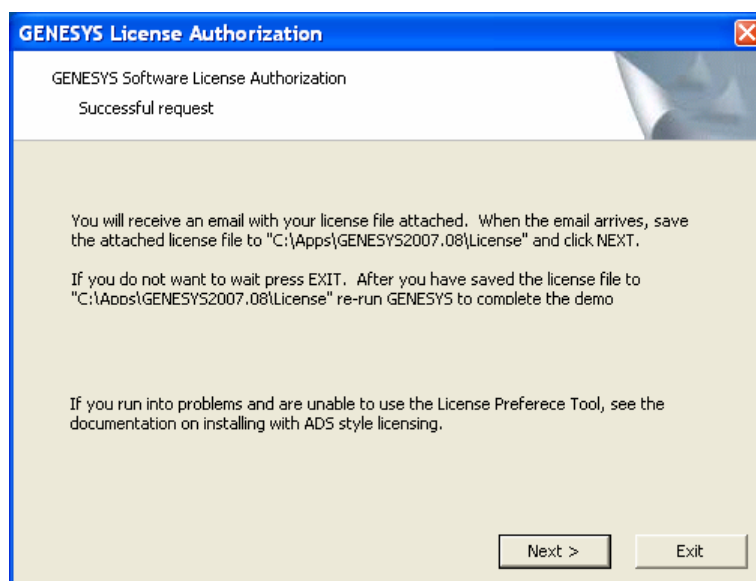 GENESYS License Authorization
GENESYS Software License Authorization
Successful request
You will receive an email with your license file attached.  When the email arrives, save
the attached license file to "C:\Apps\GENESYS2007.08\License" and click NEXT.
If you do not want to wait press EXIT.  After you have saved the license file to
"C:\Apps\GENESYS2007.08\License" re-run GENESYS to complete the demo
If you run into problems and are unable to use the License Preferece Tool, see the
documentation on installing with ADS style licensing.
Next >
Exit